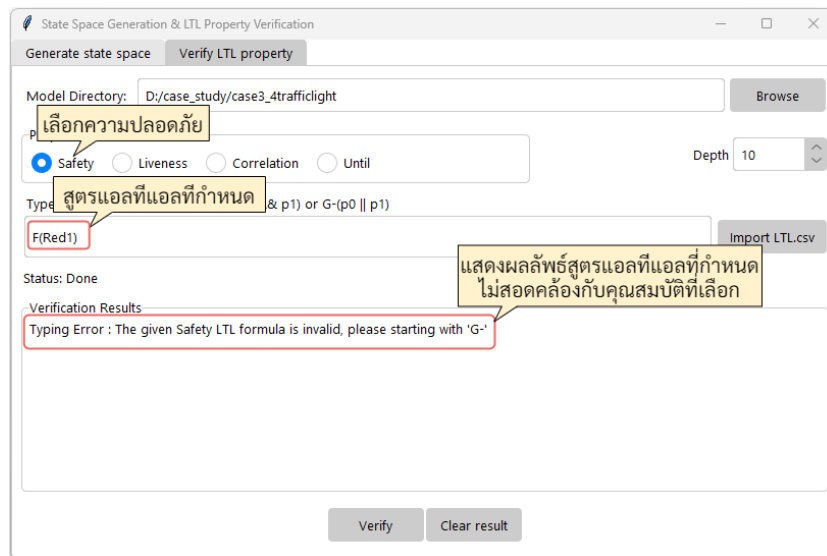 State Space Generation & LTL Property Verification
Generate state space
Verify LTL property
Model Directory: D:/case_study/case3_4trafficlight
Browse
เลือกความปลอดภัย
Safety
Liveness
Correlation
Until
Depth 10
สูตรแอลทีแอลที่กำหนด
Type & p1) or G-(p0 || p1)
F(Red1)
Import LTL.csv
แสดงผลลัพธ์สูตรแอลทีแอลที่กำหนด
ไม่สอดคล้องกับคุณสมบัติที่เลือก
Status: Done
Verification Results
Typing Error : The given Safety LTL formula is invalid, please starting with 'G-'
Verify
Clear result